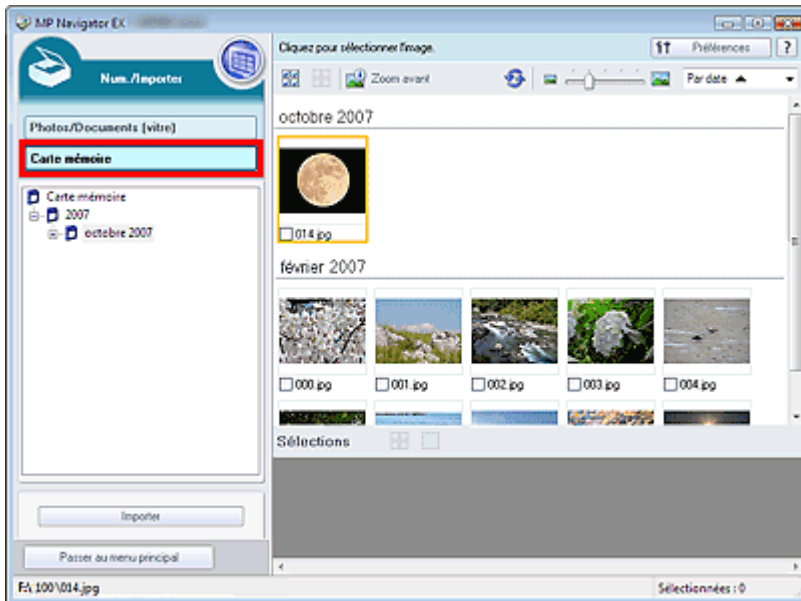 MP Navigator EX
Num./Importer
Photos/Documents (vitre)
Carte mémoire
Carte mémoire
2007
octobre 2007
Importer
Passer au menu principal
F:\ 100\014.jpg
Cliquez pour sélectionner l'image.
Préférences
?
Zoom avant
Par date
octobre 2007
014.jpg
février 2007
000.jpg
001.jpg
002.jpg
003.jpg
004.jpg
Sélections
Sélectionnées : 0